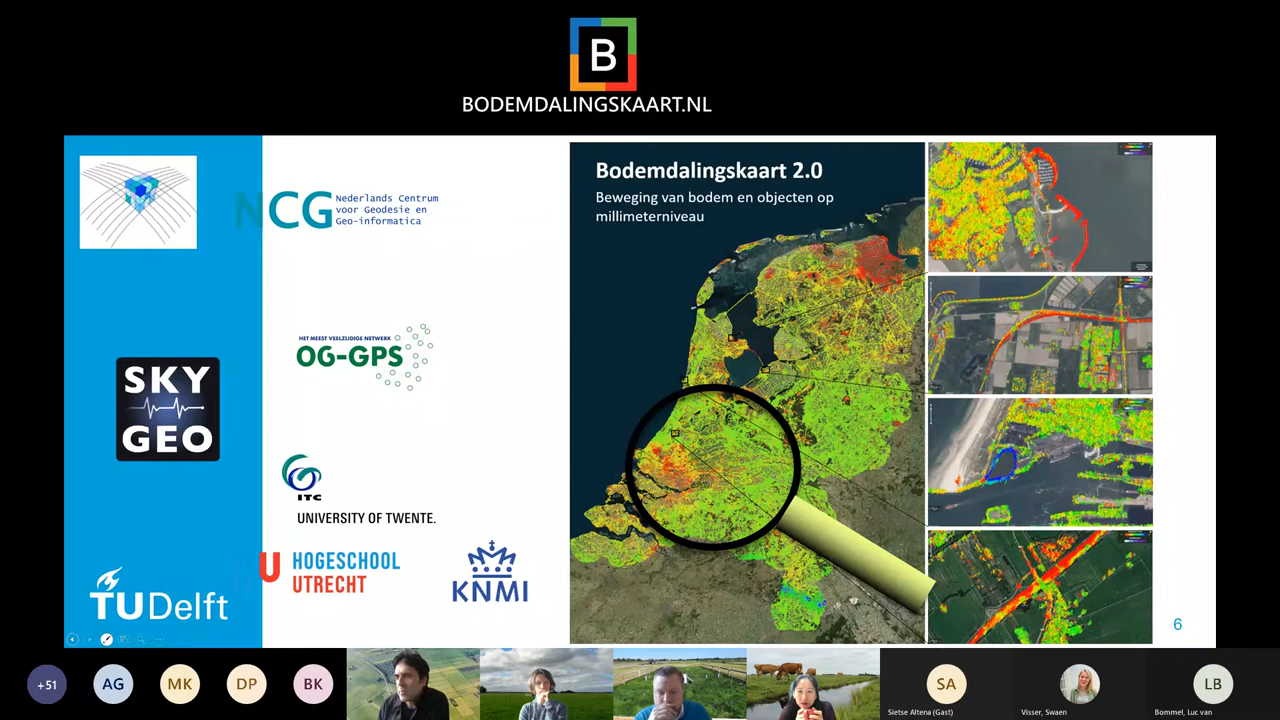 B
BODEMDALINGSKAART.NL
NCG
Nederlands Centrum
voor Geodesie en
Geo-informatica
HET MEEST VEELZIJDIGE NETWERK
OG-GPS
SKY
GEO
ITC
UNIVERSITY OF TWENTE.
U HOGESCHOOL
UTRECHT
KNMI
TUDelft
Bodemdalingskaart 2.0
Beweging van bodem en objecten op
millimeterniveau
6
+51
AG
MK
DP
BK
SA
Sietse Altena (Gast)
Visser, Swaen
LB
Bommel, Luc van